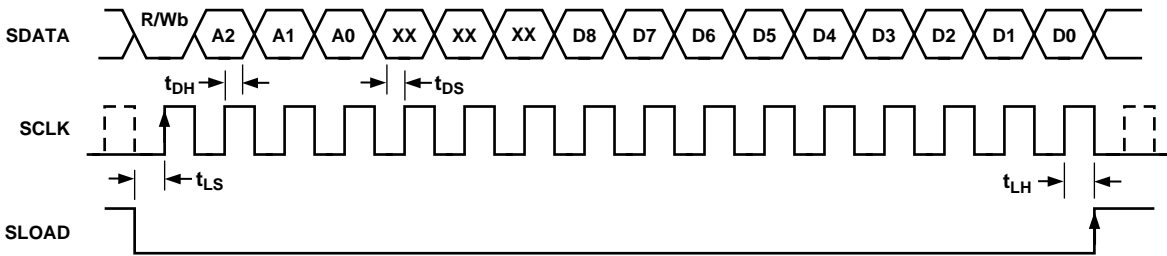 SDATA R/Wb A2 A1 A0 XX XX XX D8 D7 D6 D5 D4 D3 D2 D1 D0
tDH tDS
SCLK
tLS tLH
SLOAD